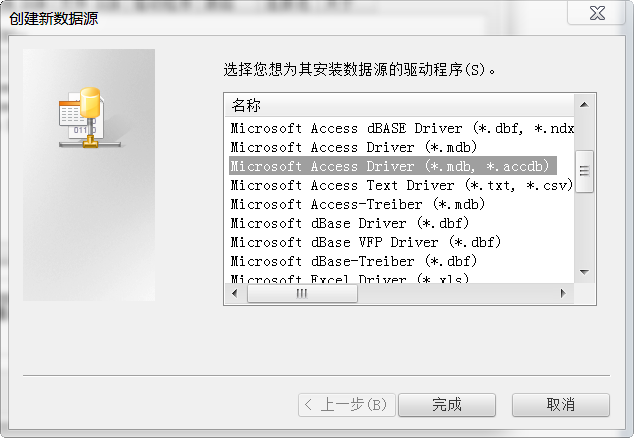 创建新数据源
选择您想为其安装数据源的驱动程序(S)。
名称
Microsoft Access dBASE Driver (*.dbf, *.ndx
Microsoft Access Driver (*.mdb)
Microsoft Access Driver (*.mdb, *.accdb)
Microsoft Access Text Driver (*.txt, *.csv)
Microsoft Access-Treiber (*.mdb)
Microsoft dBase Driver (*.dbf)
Microsoft dBase VFP Driver (*.dbf)
Microsoft dBase-Treiber (*.dbf)
Microsoft Excel Driver (*.xls)
< 上一步(B)
完成
取消